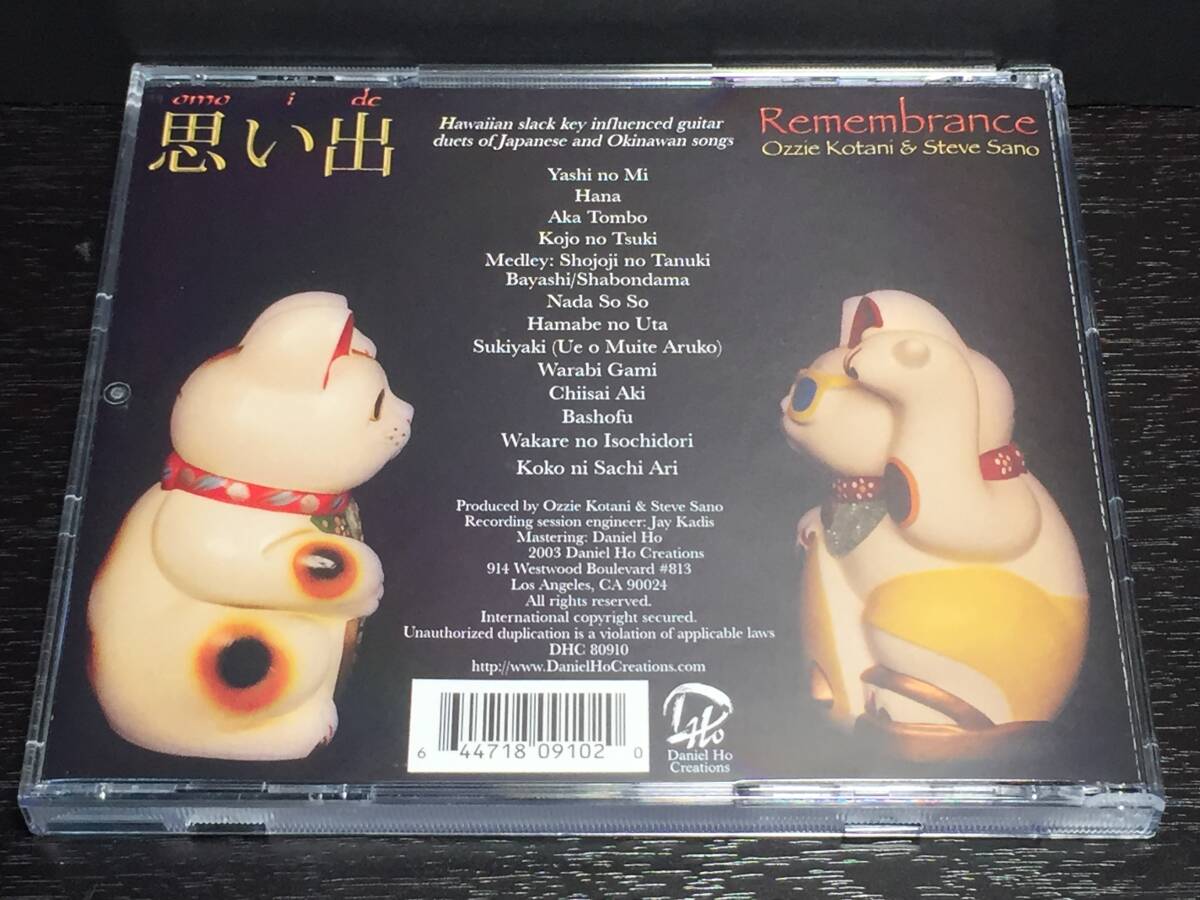 omo i de
思い出
Hawaiian slack key influenced guitar
duets of Japanese and Okinawan songs
Remembrance
Ozzie Kotani & Steve Sano
Yashi no Mi
Hana
Aka Tombo
Kojo no Tsuki
Medley: Shojoji no Tanuki
Bayashi/Shabondama
Nada So So
Hamabe no Uta
Sukiyaki (Ue o Muite Aruko)
Warabi Gami
Chiisai Aki
Bashofu
Wakare no Isochidori
Koko ni Sachi Ari
Produced by Ozzie Kotani & Steve Sano
Recording session engineer: Jay Kadis
Mastering: Daniel Ho
2003 Daniel Ho Creations
914 Westwood Boulevard #813
Los Angeles, CA 90024
All rights reserved.
International copyright secured.
Unauthorized duplication is a violation of applicable laws
DHC 80910
http://www.DanielHoCreations.com
6 44718 09102 0
DHo
Daniel Ho
Creations